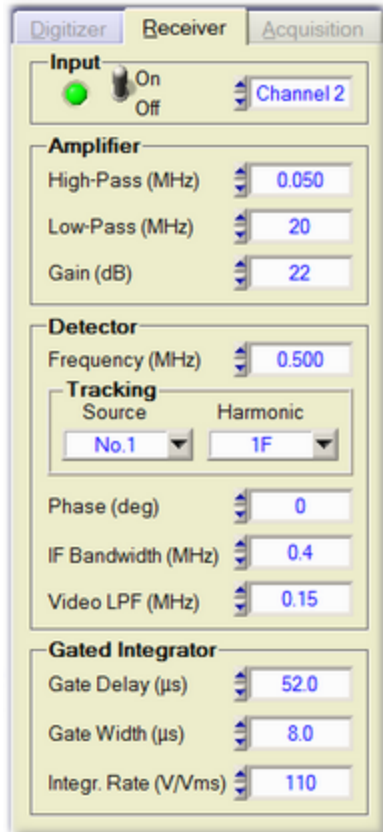 Digitizer Receiver Acquisition
Input
On
Off
Channel 2
Amplifier
High-Pass (MHz) 0.050
Low-Pass (MHz) 20
Gain (dB) 22
Detector
Frequency (MHz) 0.500
Tracking
Source Harmonic
No.1 1F
Phase (deg) 0
IF Bandwidth (MHz) 0.4
Video LPF (MHz) 0.15
Gated Integrator
Gate Delay (µs) 52.0
Gate Width (µs) 8.0
Integr. Rate (V/Vms) 110